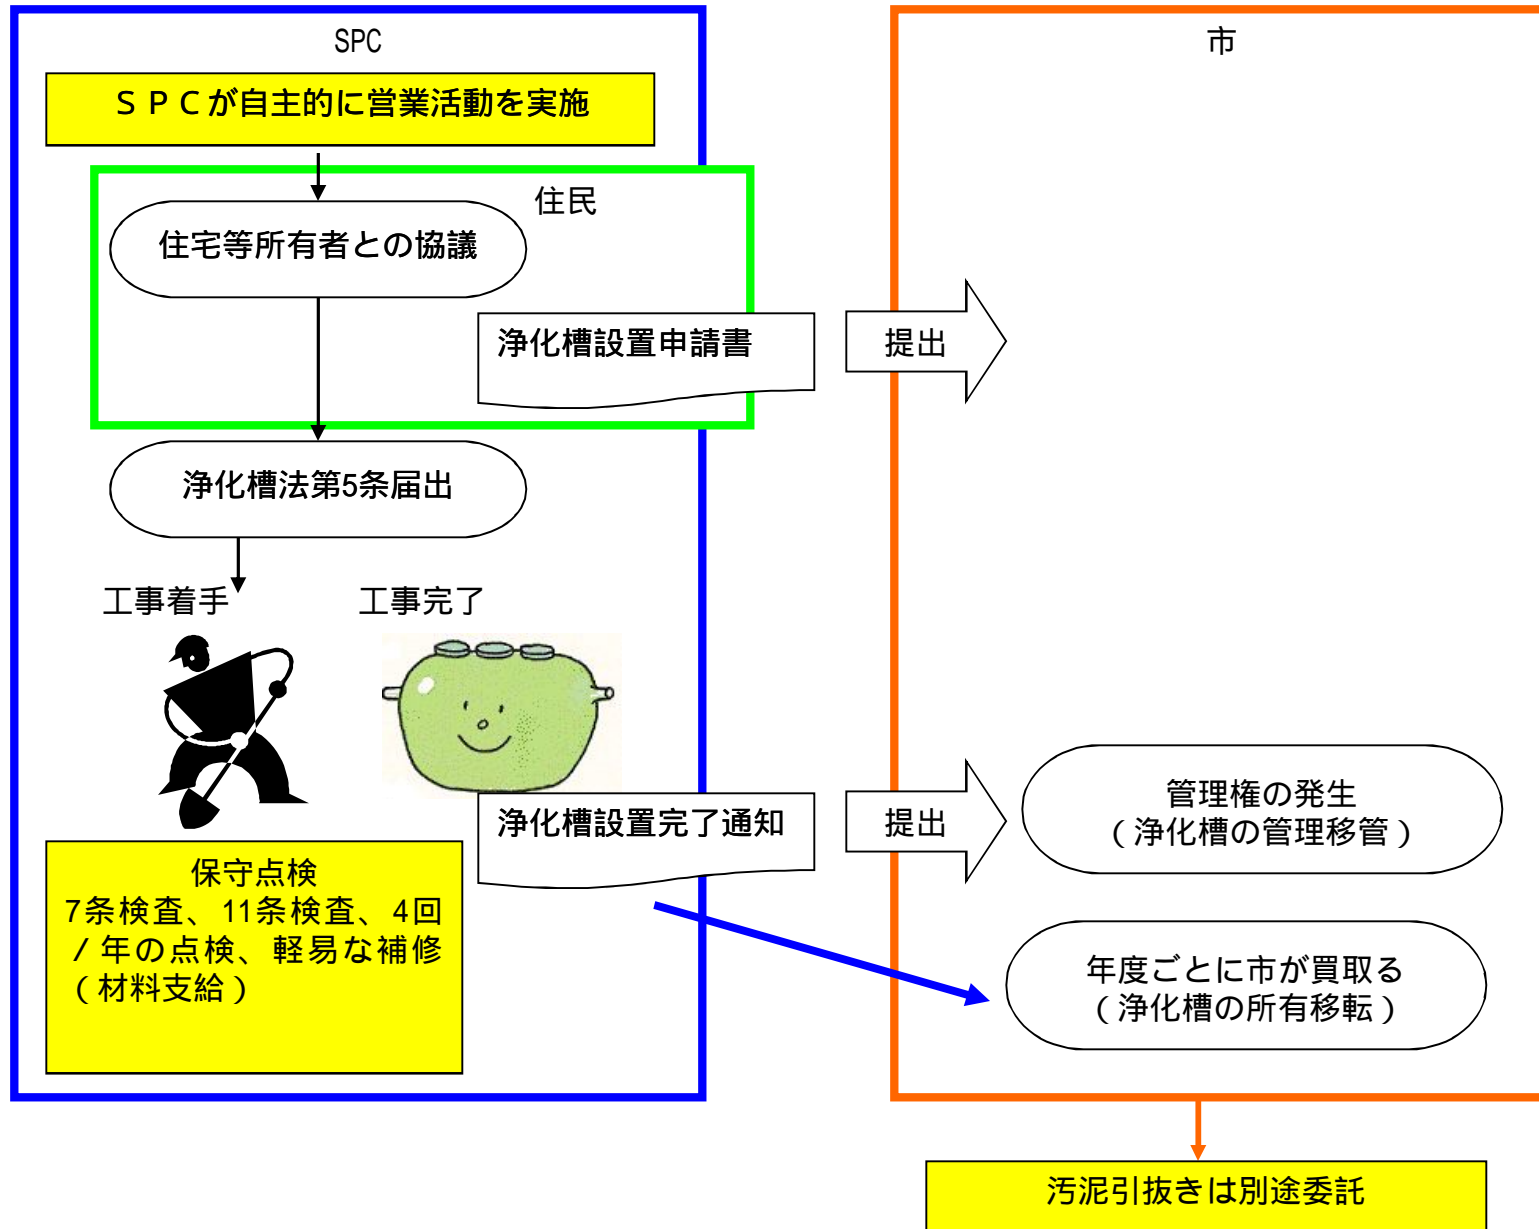 SPC
市
ＳＰＣが自主的に営業活動を実施
住民
住宅等所有者との協議
浄化槽設置申請書
提出
浄化槽法第5条届出
工事着手
工事完了
浄化槽設置完了通知
提出
管理権の発生
（浄化槽の管理移管）
保守点検
7条検査、11条検査、4回
／年の点検、軽易な補修
（材料支給）
年度ごとに市が買取る
（浄化槽の所有移転）
汚泥引抜きは別途委託